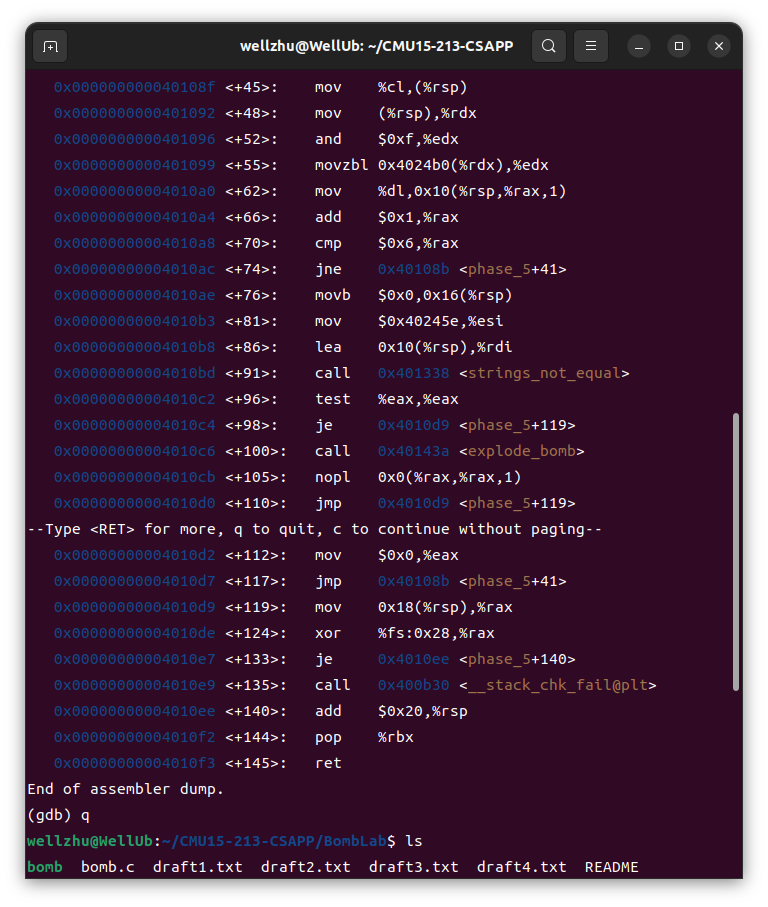 wellzhu@WellUb: ~/CMU15-213-CSAPP
0x000000000040108f <+45>: mov %cl,(%rsp)
0x0000000000401092 <+48>: mov (%rsp),%rdx
0x0000000000401096 <+52>: and $0xf,%edx
0x0000000000401099 <+55>: movzbl 0x4024b0(%rdx),%edx
0x00000000004010a0 <+62>: mov %dl,0x10(%rsp,%rax,1)
0x00000000004010a4 <+66>: add $0x1,%rax
0x00000000004010a8 <+70>: cmp $0x6,%rax
0x00000000004010ac <+74>: jne 0x40108b <phase_5+41>
0x00000000004010ae <+76>: movb $0x0,0x16(%rsp)
0x00000000004010b3 <+81>: mov $0x40245e,%esi
0x00000000004010b8 <+86>: lea 0x10(%rsp),%rdi
0x00000000004010bd <+91>: call 0x401338 <strings_not_equal>
0x00000000004010c2 <+96>: test %eax,%eax
0x00000000004010c4 <+98>: je 0x4010d9 <phase_5+119>
0x00000000004010c6 <+100>: call 0x40143a <explode_bomb>
0x00000000004010cb <+105>: nopl 0x0(%rax,%rax,1)
0x00000000004010d0 <+110>: jmp 0x4010d9 <phase_5+119>
--Type <RET> for more, q to quit, c to continue without paging--
0x00000000004010d2 <+112>: mov $0x0,%eax
0x00000000004010d7 <+117>: jmp 0x40108b <phase_5+41>
0x00000000004010d9 <+119>: mov 0x18(%rsp),%rax
0x00000000004010de <+124>: xor %fs:0x28,%rax
0x00000000004010e7 <+133>: je 0x4010ee <phase_5+140>
0x00000000004010e9 <+135>: call 0x400b30 <__stack_chk_fail@plt>
0x00000000004010ee <+140>: add $0x20,%rsp
0x00000000004010f2 <+144>: pop %rbx
0x00000000004010f3 <+145>: ret
End of assembler dump.
(gdb) q
wellzhu@WellUb:~/CMU15-213-CSAPP/BombLab$ ls
bomb bomb.c draft1.txt draft2.txt draft3.txt draft4.txt README